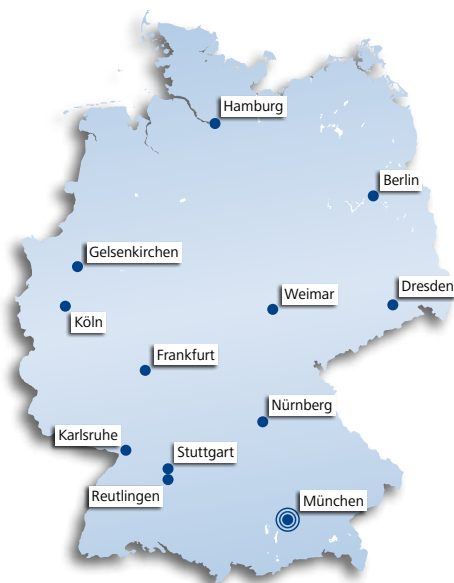 Hamburg
Berlin
Gelsenkirchen
Weimar
Dresden
Köln
Frankfurt
Nürnberg
Karlsruhe
Stuttgart
Reutlingen
München